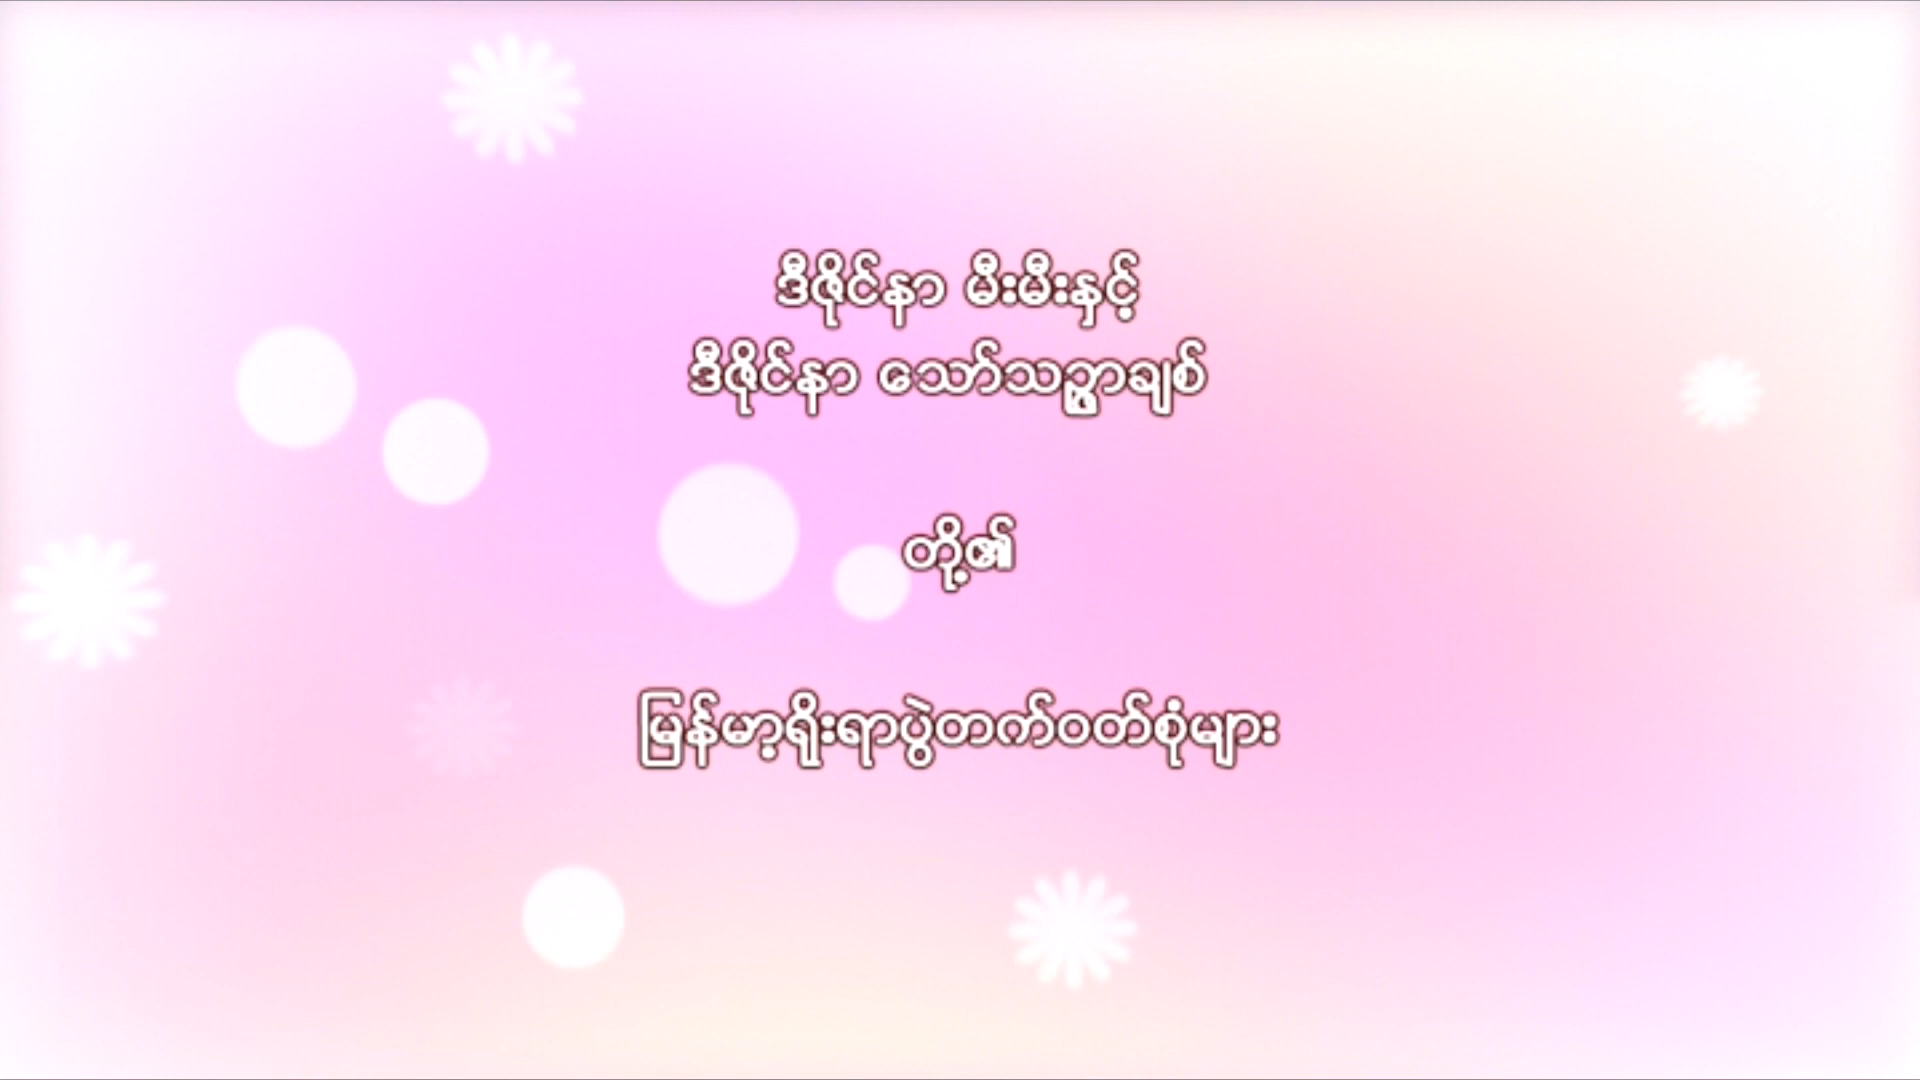 ဒီဇိုင်နာ မီးမီးနှင့်
ဒီဇိုင်နာ သော်သဉ္ဇာချစ်
တို့၏
မြန်မာ့ရိုးရာပွဲတက်ဝတ်စုံများ